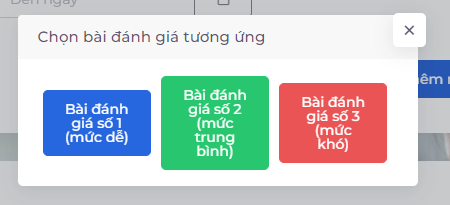 Đến ngày
Chọn bài đánh giá tương ứng
×
Bài đánh
giá số 1
(mức dễ)
Bài đánh
giá số 2
(mức
trung
bình)
Bài đánh
giá số 3
(mức
khó)